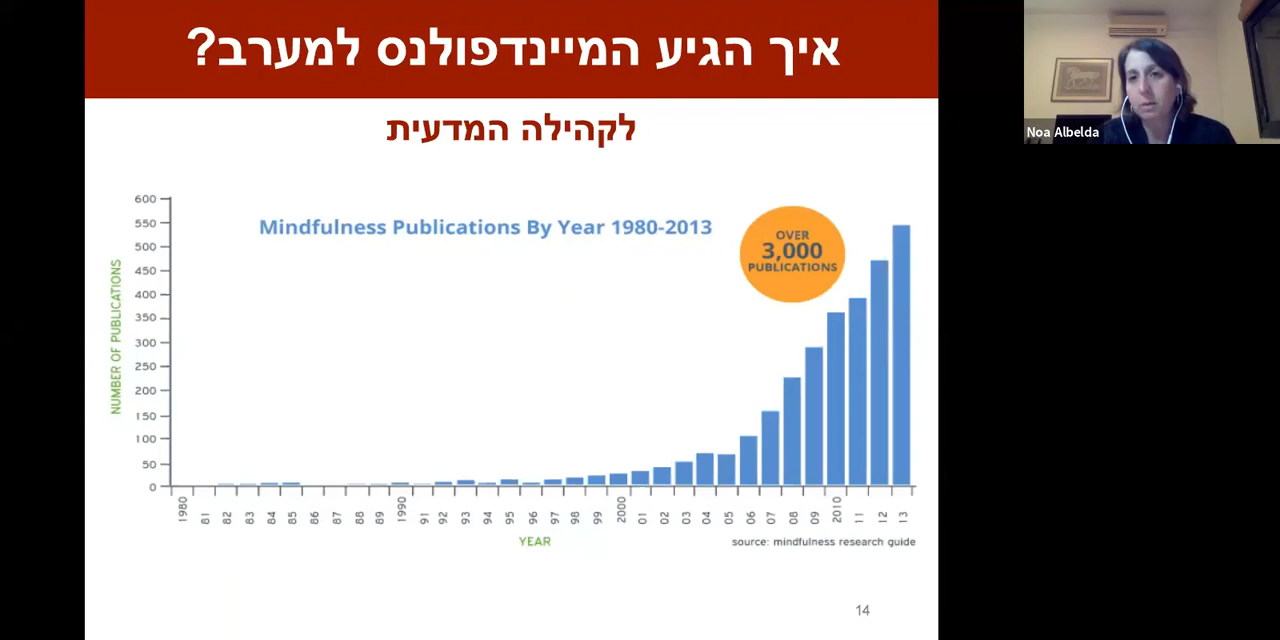 איך הגיע המיינדפולנס למערב?
לקהילה המדעית
Noa Albelda
Mindfulness Publications By Year 1980-2013
OVER
3,000
PUBLICATIONS
NUMBER OF PUBLICATIONS
600
550
500
450
400
350
300
250
200
150
100
50
0
1980 81 82 83 84 85 86 87 88 89 1990 91 92 93 94 95 96 97 98 99 2000 01 02 03 04 05 06 07 08 09 2010 11 12 13
YEAR
source: mindfulness research guide
14